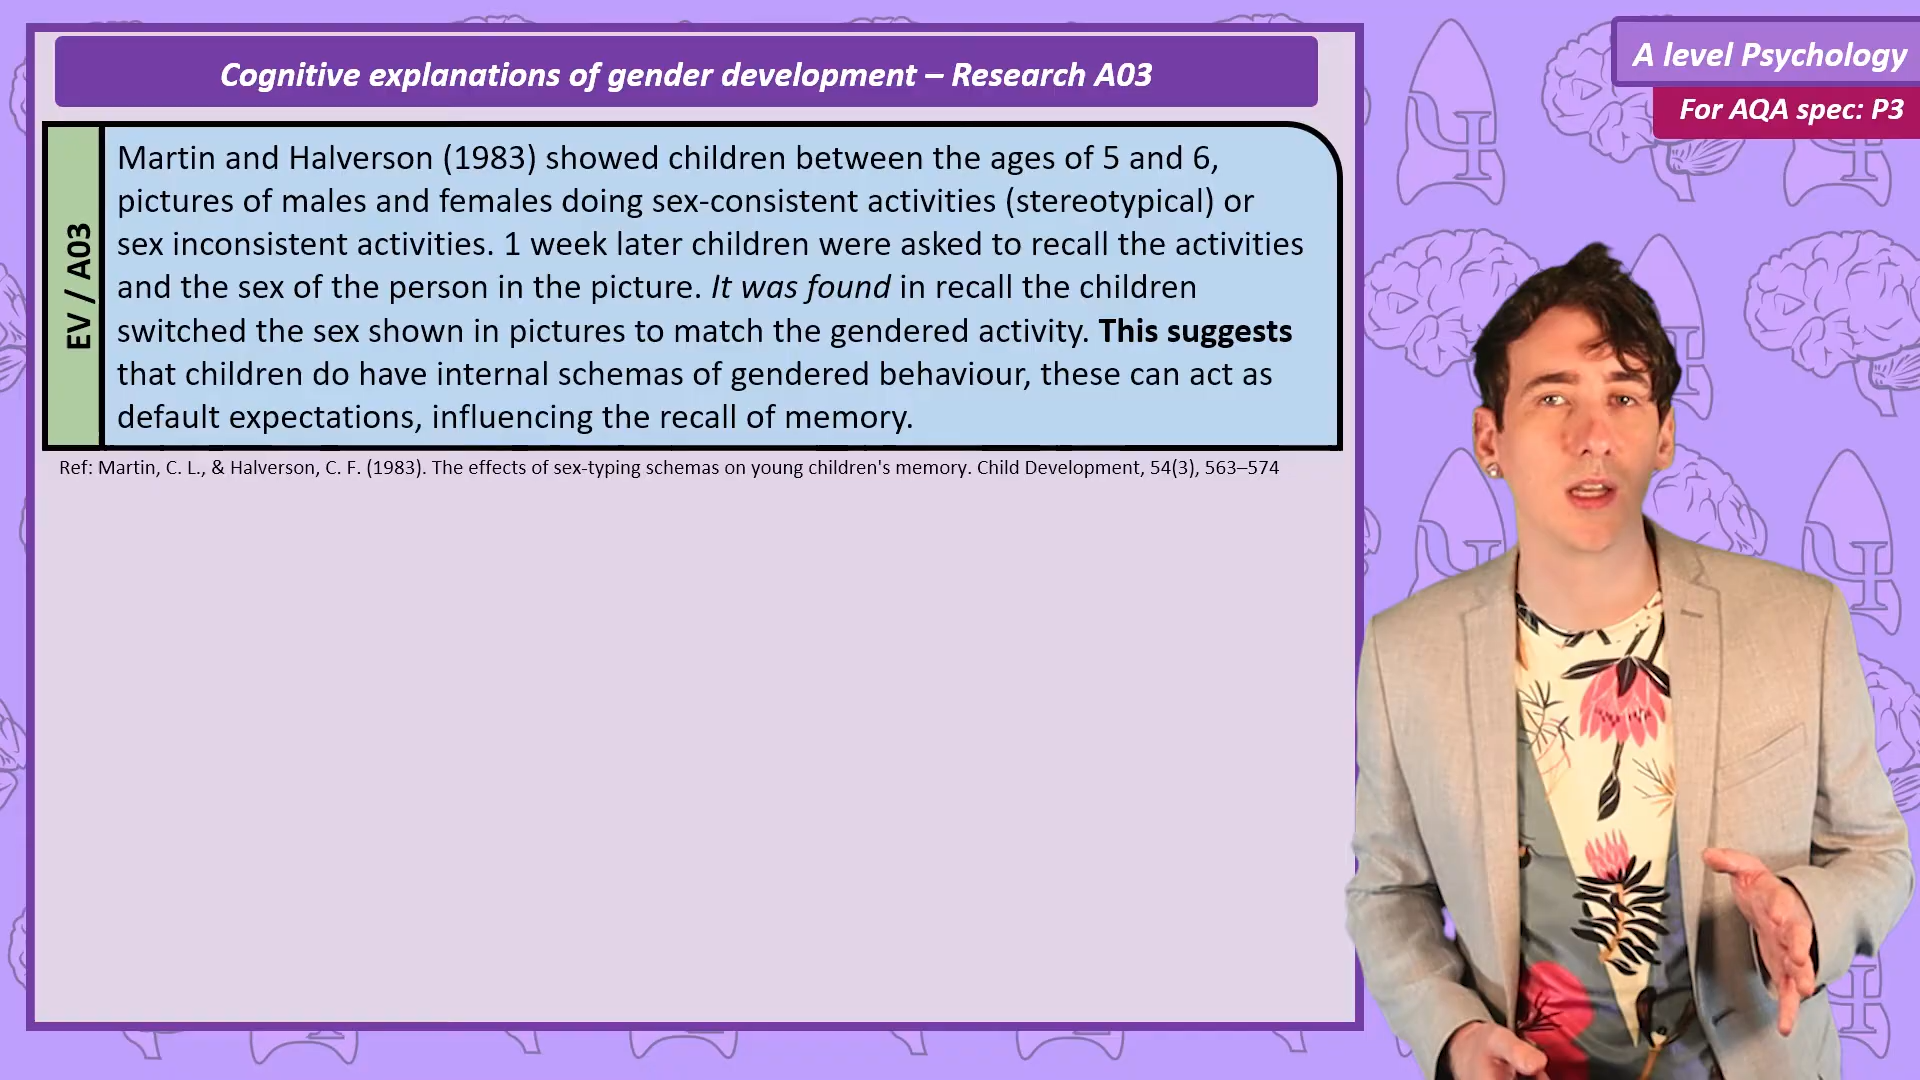 Cognitive explanations of gender development – Research A03
A level Psychology
For AQA spec: P3
EV / A03
Martin and Halverson (1983) showed children between the ages of 5 and 6,
pictures of males and females doing sex-consistent activities (stereotypical) or
sex inconsistent activities. 1 week later children were asked to recall the activities
and the sex of the person in the picture. It was found in recall the children
switched the sex shown in pictures to match the gendered activity. This suggests
that children do have internal schemas of gendered behaviour, these can act as
default expectations, influencing the recall of memory.
Ref: Martin, C. L., & Halverson, C. F. (1983). The effects of sex-typing schemas on young children's memory. Child Development, 54(3), 563–574